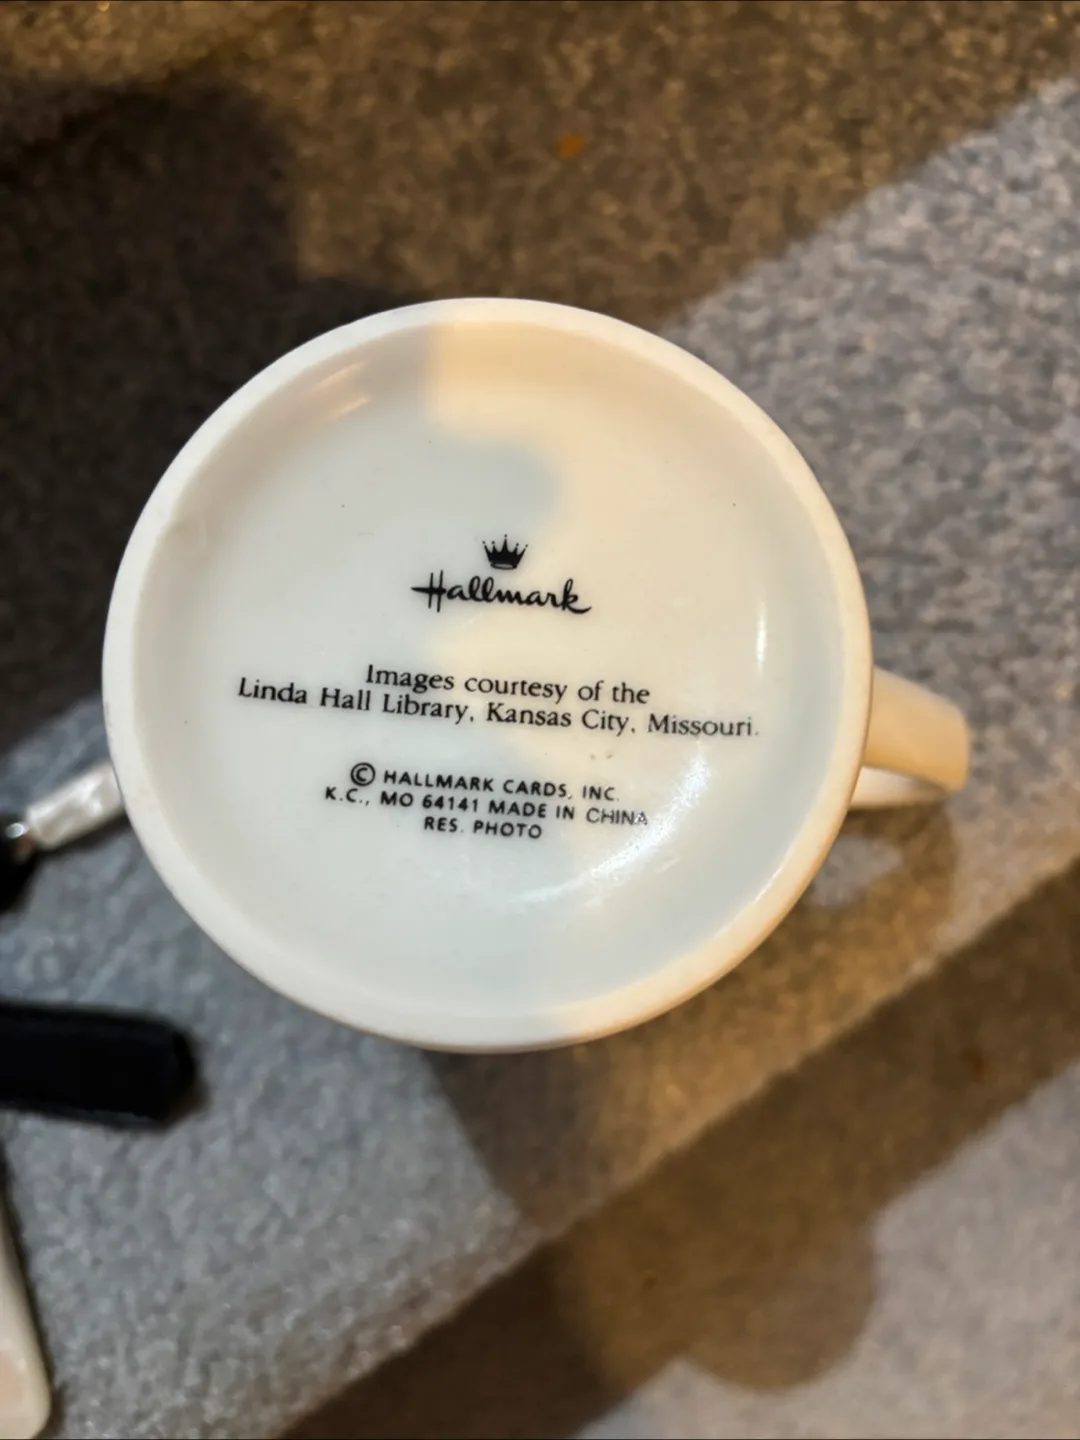 Hallmark
Images courtesy of the
Linda Hall Library, Kansas City, Missouri.
© HALLMARK CARDS, INC.
K.C., MO 64141 MADE IN CHINA
RES. PHOTO